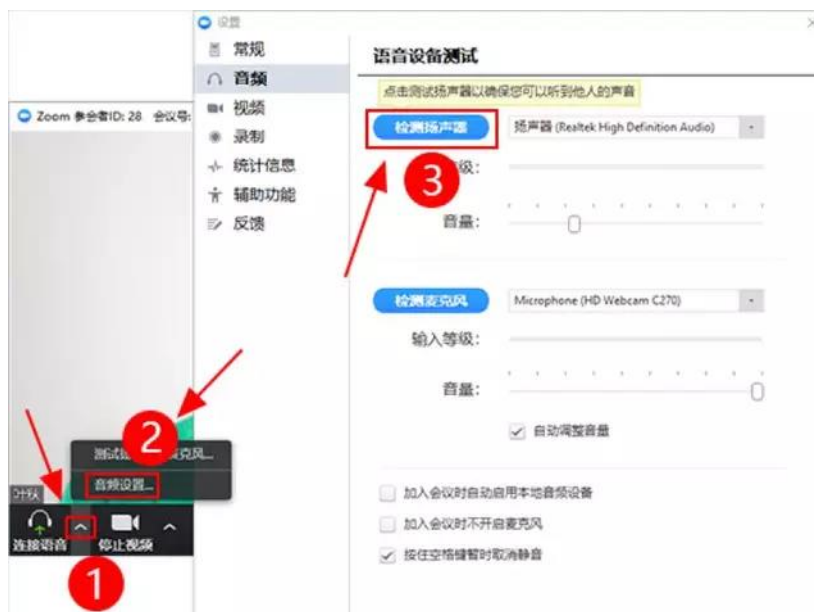 设置
常规
音频
视频
录制
统计信息
辅助功能
反馈
语音设备测试
点击测试扬声器以确保您可以听到他人的声音
检测扬声器
扬声器 (Realtek High Definition Audio)
级:
3
音量:
检测麦克风
Microphone (HD Webcam C270)
输入等级:
音量:
自动调整音量
加入会议时自动启用本地音频设备
加入会议时不开启麦克风
按住空格键暂时取消静音
Zoom 参会者ID: 28 会议号:
2
测试 克风...
音频设置...
连接语音
停止视频
1